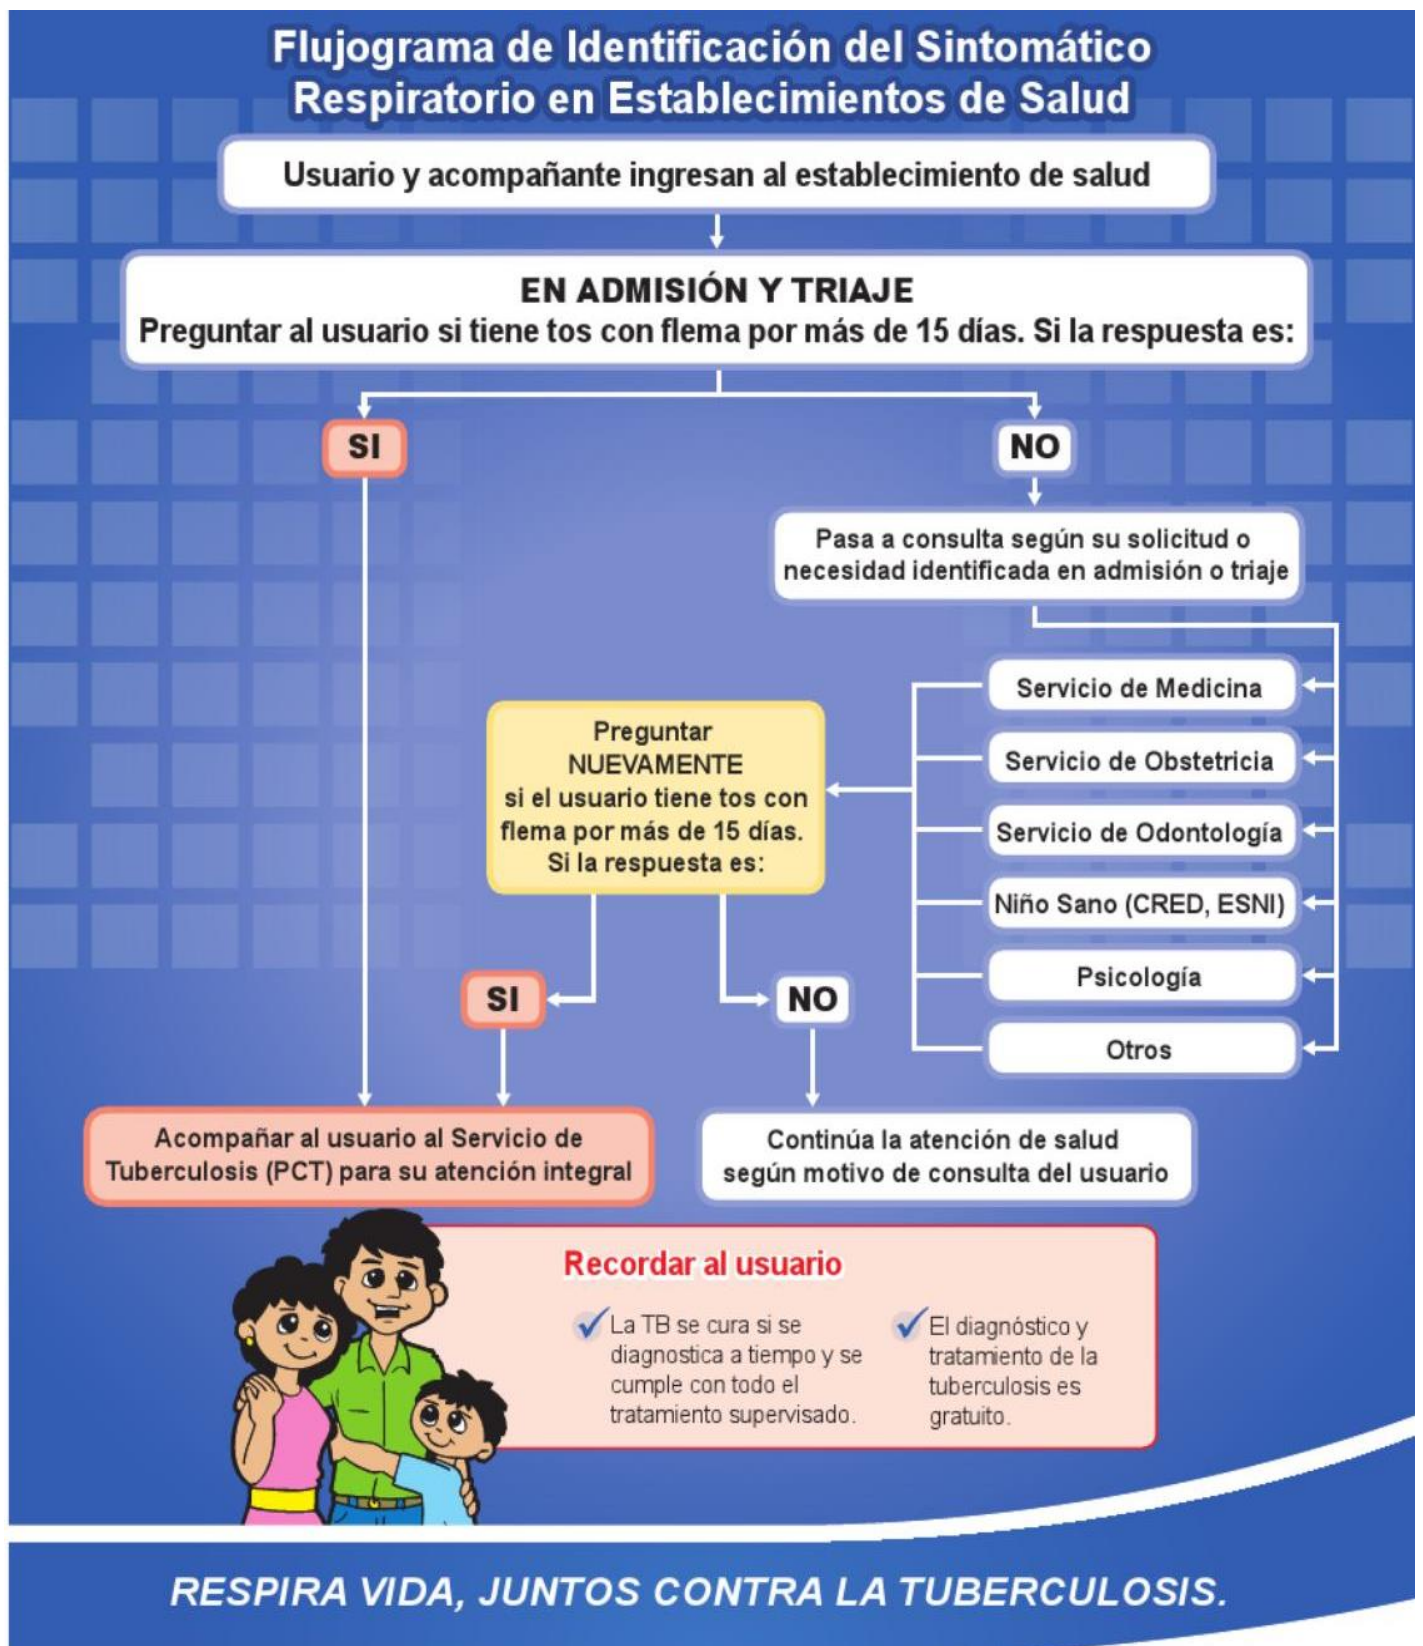 Flujograma de Identificación del Sintomático
Respiratorio en Establecimientos de Salud
Usuario y acompañante ingresan al establecimiento de salud
EN ADMISIÓN Y TRIAJE
Preguntar al usuario si tiene tos con flema por más de 15 días. Si la respuesta es:
SI
NO
Pasa a consulta según su solicitud o
necesidad identificada en admisión o triaje
Servicio de Medicina
Servicio de Obstetricia
Servicio de Odontología
Niño Sano (CRED, ESNI)
Psicología
Otros
Preguntar
NUEVAMENTE
si el usuario tiene tos con
flema por más de 15 días.
Si la respuesta es:
SI
NO
Acompañar al usuario al Servicio de
Tuberculosis (PCT) para su atención integral
Continúa la atención de salud
según motivo de consulta del usuario
Recordar al usuario
La TB se cura si se
diagnostica a tiempo y se
cumple con todo el
tratamiento supervisado.
El diagnóstico y
tratamiento de la
tuberculosis es
gratuito.
RESPIRA VIDA, JUNTOS CONTRA LA TUBERCULOSIS.